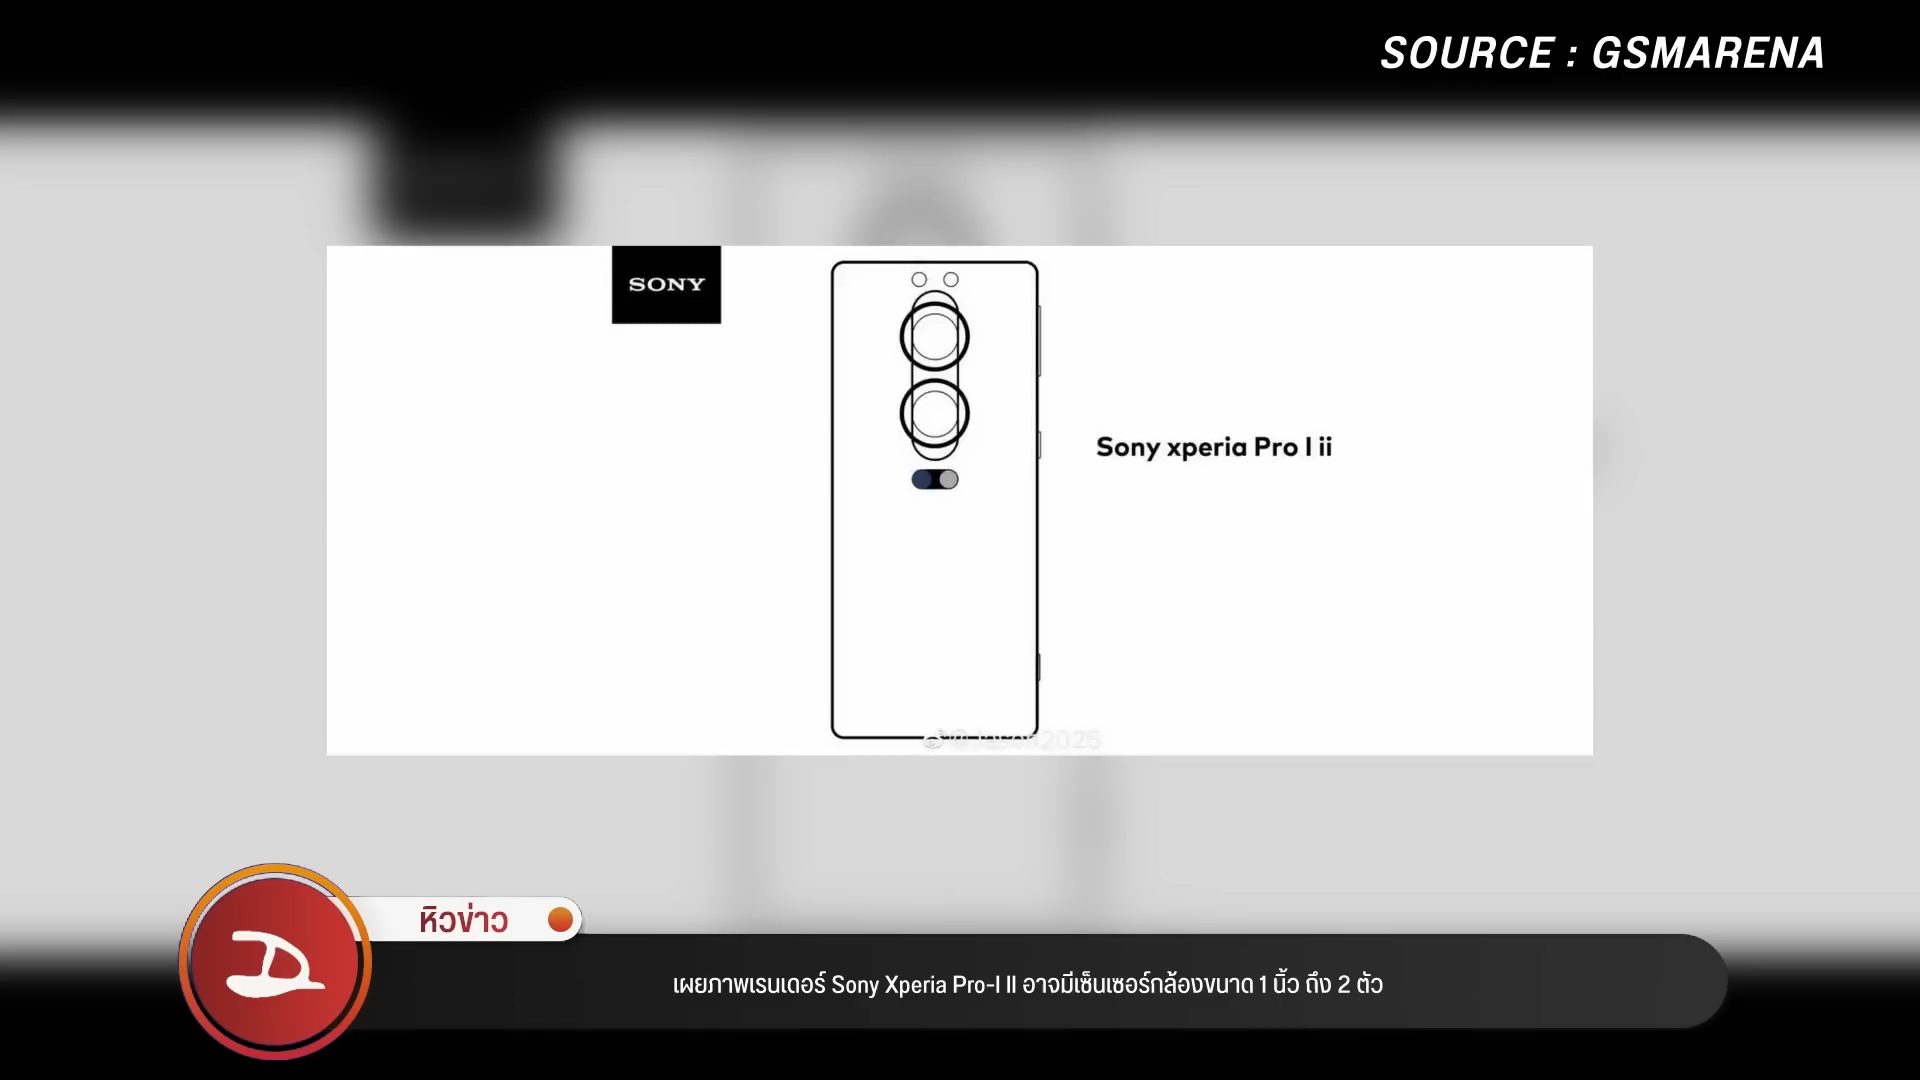 SOURCE : GSMARENA
SONY
Sony xperia Pro I ii
หิวข่าว
เผยภาพเรนเดอร์ Sony Xperia Pro-I II อาจมีเซ็นเซอร์กล้องขนาด 1 นิ้ว ถึง 2 ตัว